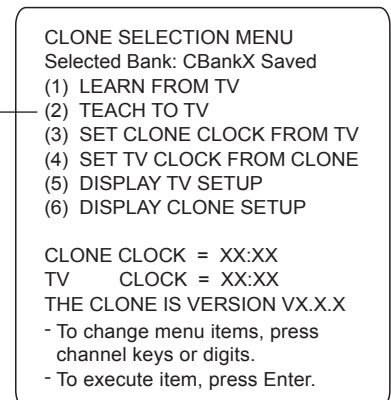 CLONE SELECTION MENU
Selected Bank: CBankX Saved
(1) LEARN FROM TV
(2) TEACH TO TV
(3) SET CLONE CLOCK FROM TV
(4) SET TV CLOCK FROM CLONE
(5) DISPLAY TV SETUP
(6) DISPLAY CLONE SETUP
CLONE CLOCK = XX:XX
TV CLOCK = XX:XX
THE CLONE IS VERSION VX.X.X
- To change menu items, press
channel keys or digits.
- To execute item, press Enter.